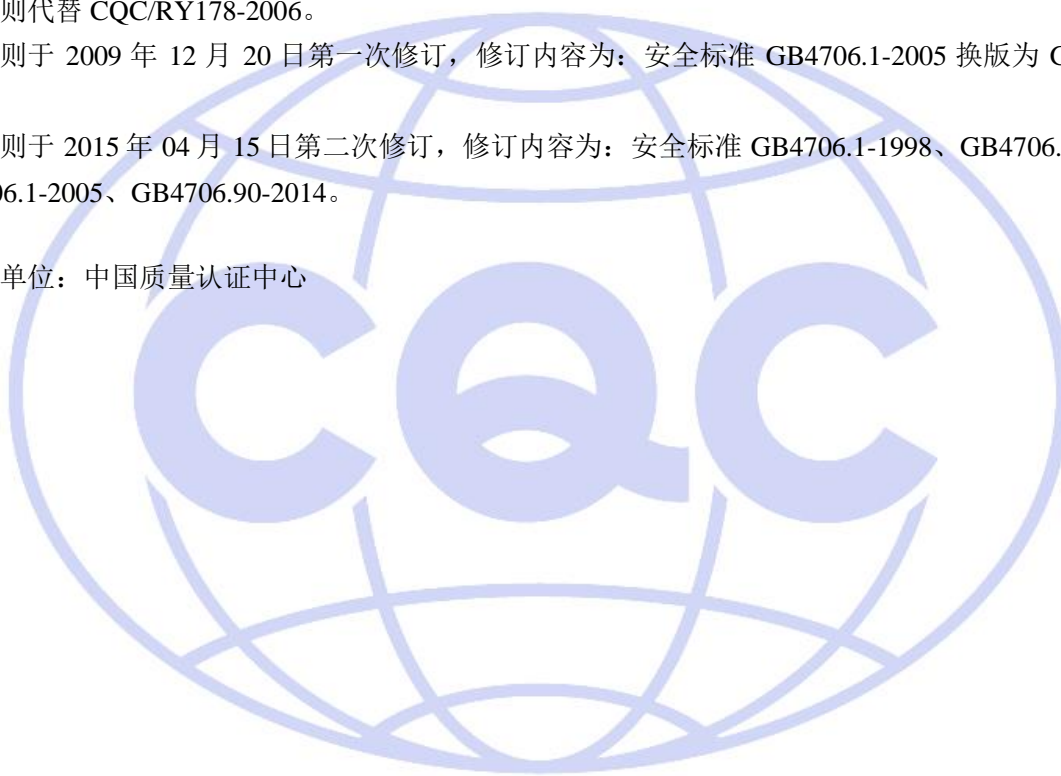 则代替 CQC/RY178-2006。
则于 2009 年 12 月 20 日第一次修订，修订内容为：安全标准 GB4706.1-2005 换版为 G
则于 2015 年 04 月 15 日第二次修订，修订内容为：安全标准 GB4706.1-1998、GB4706.
06.1-2005、GB4706.90-2014。
单位：中国质量认证中心
CQC